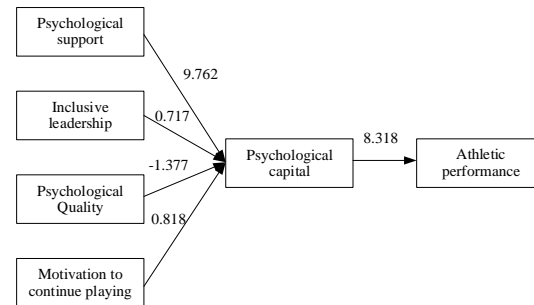 Psychological
support
9.762
Inclusive
leadership
0.717
Psychological
capital
8.318
Athletic
performance
-1.377
Psychological
Quality
0.818
Motivation to
continue playing